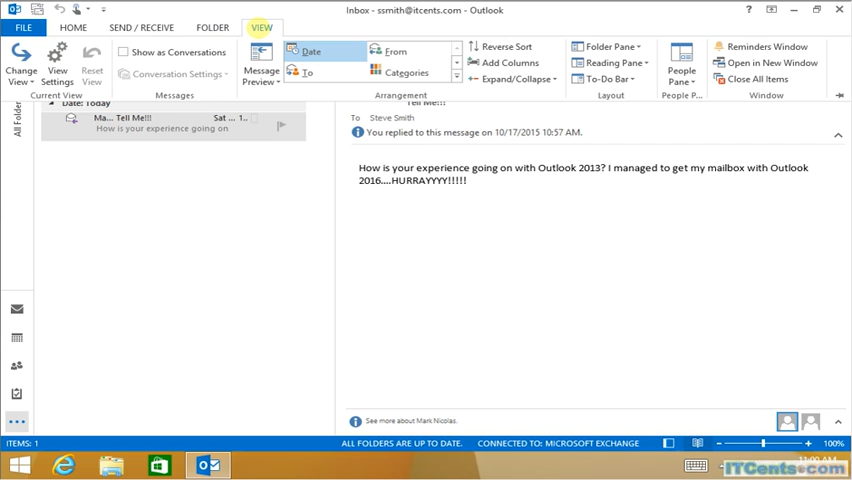 Inbox - ssmith@itcents.com - Outlook
FILE HOME SEND / RECEIVE FOLDER VIEW
Change View
View Settings
Reset View
Current View
Show as Conversations
Conversation Settings
Messages
Message Preview
Date
From
To
Categories
Reverse Sort
Add Columns
Expand/Collapse
Arrangement
Folder Pane
Reading Pane
To-Do Bar
Layout
People Pane
People P...
Reminders Window
Open in New Window
Close All Items
Window
All Folder
Date: Today
Ma... Tell Me!!! Sat ... 1..
How is your experience going on
Tell Me!!!
To Steve Smith
You replied to this message on 10/17/2015 10:57 AM.
How is your experience going on with Outlook 2013? I managed to get my mailbox with Outlook
2016....HURRAYYYY!!!!!
See more about Mark Nicolas.
ITEMS: 1 ALL FOLDERS ARE UP TO DATE. CONNECTED TO: MICROSOFT EXCHANGE 100%
ITCents.com